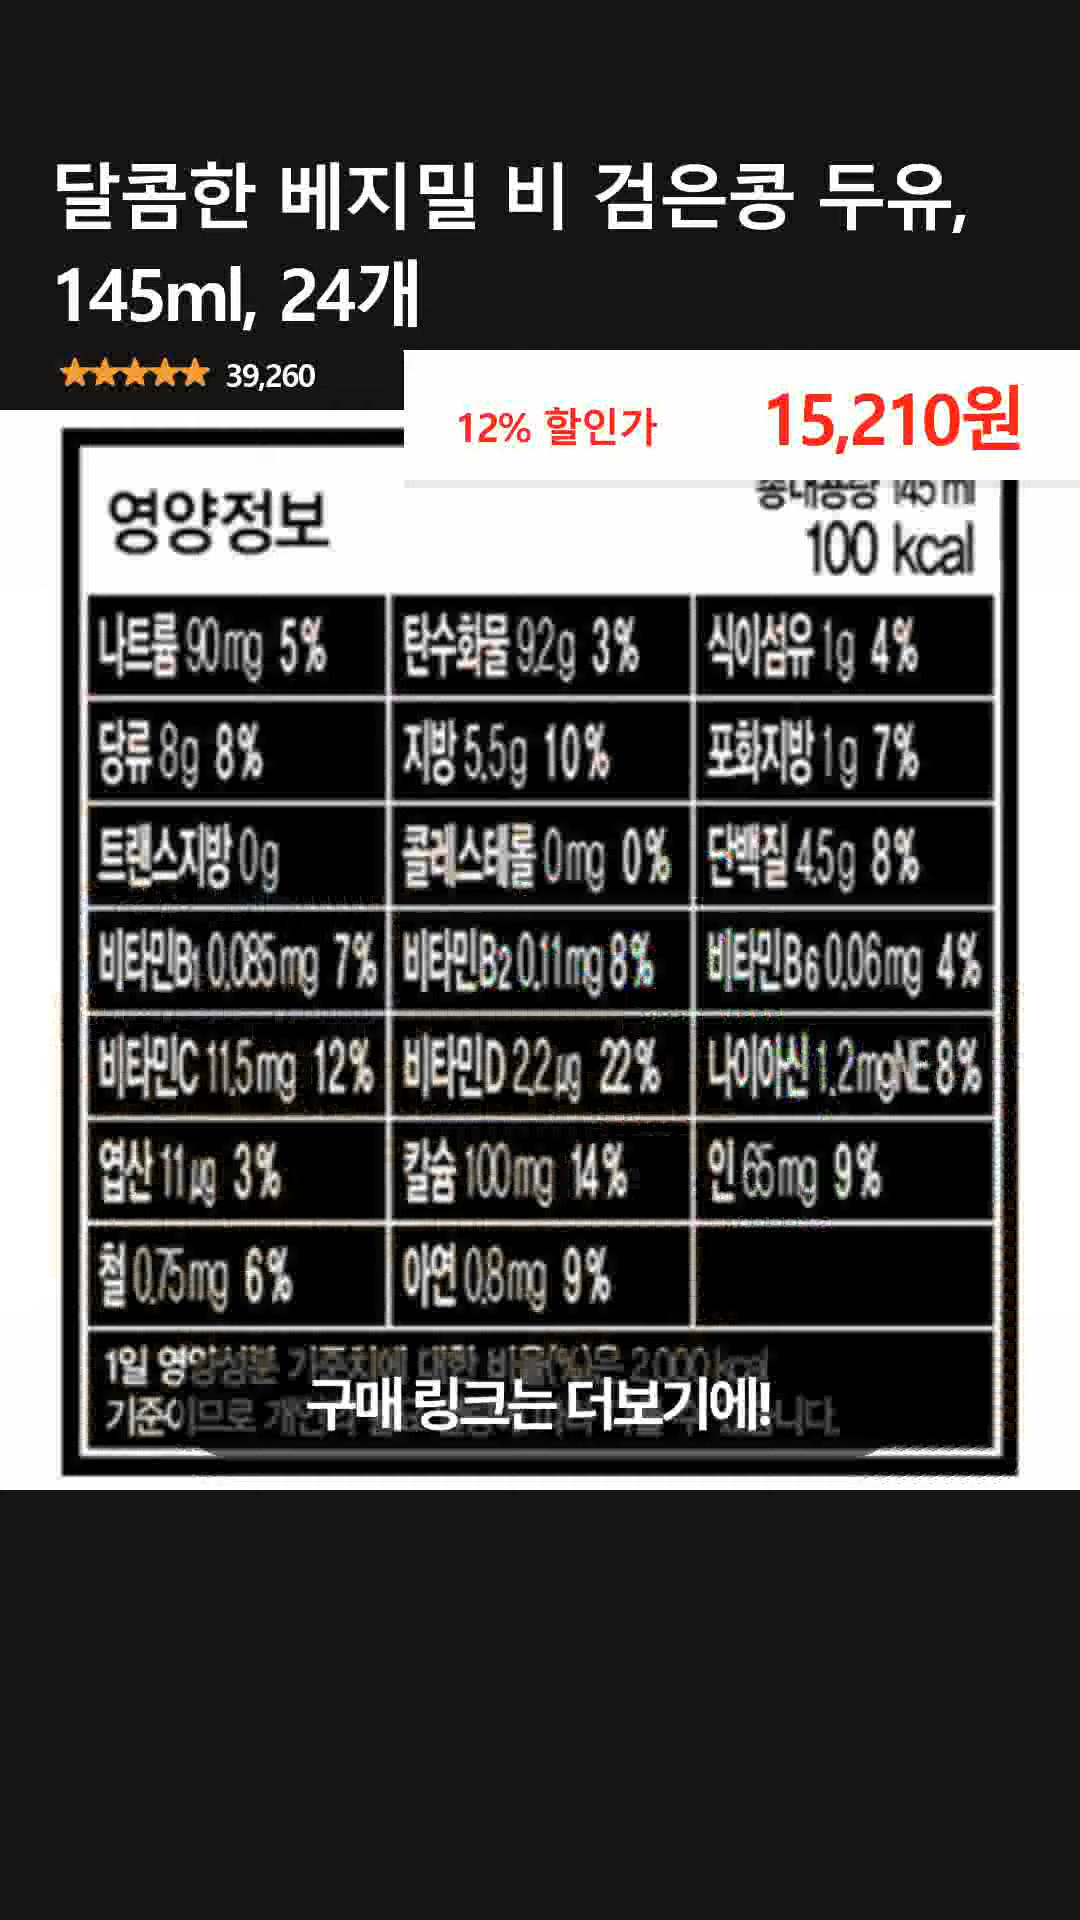 달콤한 베지밀 비 검은콩 두유,
145ml, 24개
39,260
12% 할인가 15,210원
영양정보
총내용량 145 ml
100 kcal
나트륨 90mg 5% 탄수화물 9.2g 3% 식이섬유 1g 4%
당류 8g 8% 지방 5.5g 10% 포화지방 1g 7%
트랜스지방 0g 콜레스테롤 0mg 0% 단백질 4.5g 8%
비타민B1 0.085mg 7% 비타민B2 0.11mg 8% 비타민B6 0.06mg 4%
비타민C 11.5mg 12% 비타민D 2.2μg 22% 나이아신 1.2mgNE 8%
엽산 11μg 3% 칼슘 100mg 14% 인 65mg 9%
철 0.75mg 6% 아연 0.8mg 9%
1일 영양성분 기준치에 대한 비율(%)은 2,000 kcal
기준이므로
구매 링크는 더보기에!